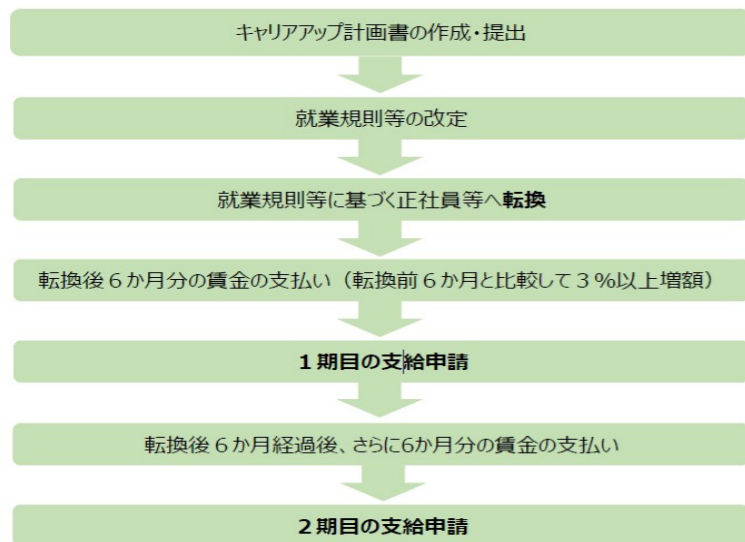 キャリアアップ計画書の作成・提出
就業規則等の改定
就業規則等に基づく正社員等へ転換
転換後６か月分の賃金の支払い（転換前６か月と比較して３％以上増額）
１期目の支給申請
転換後６か月経過後、さらに6か月分の賃金の支払い
２期目の支給申請